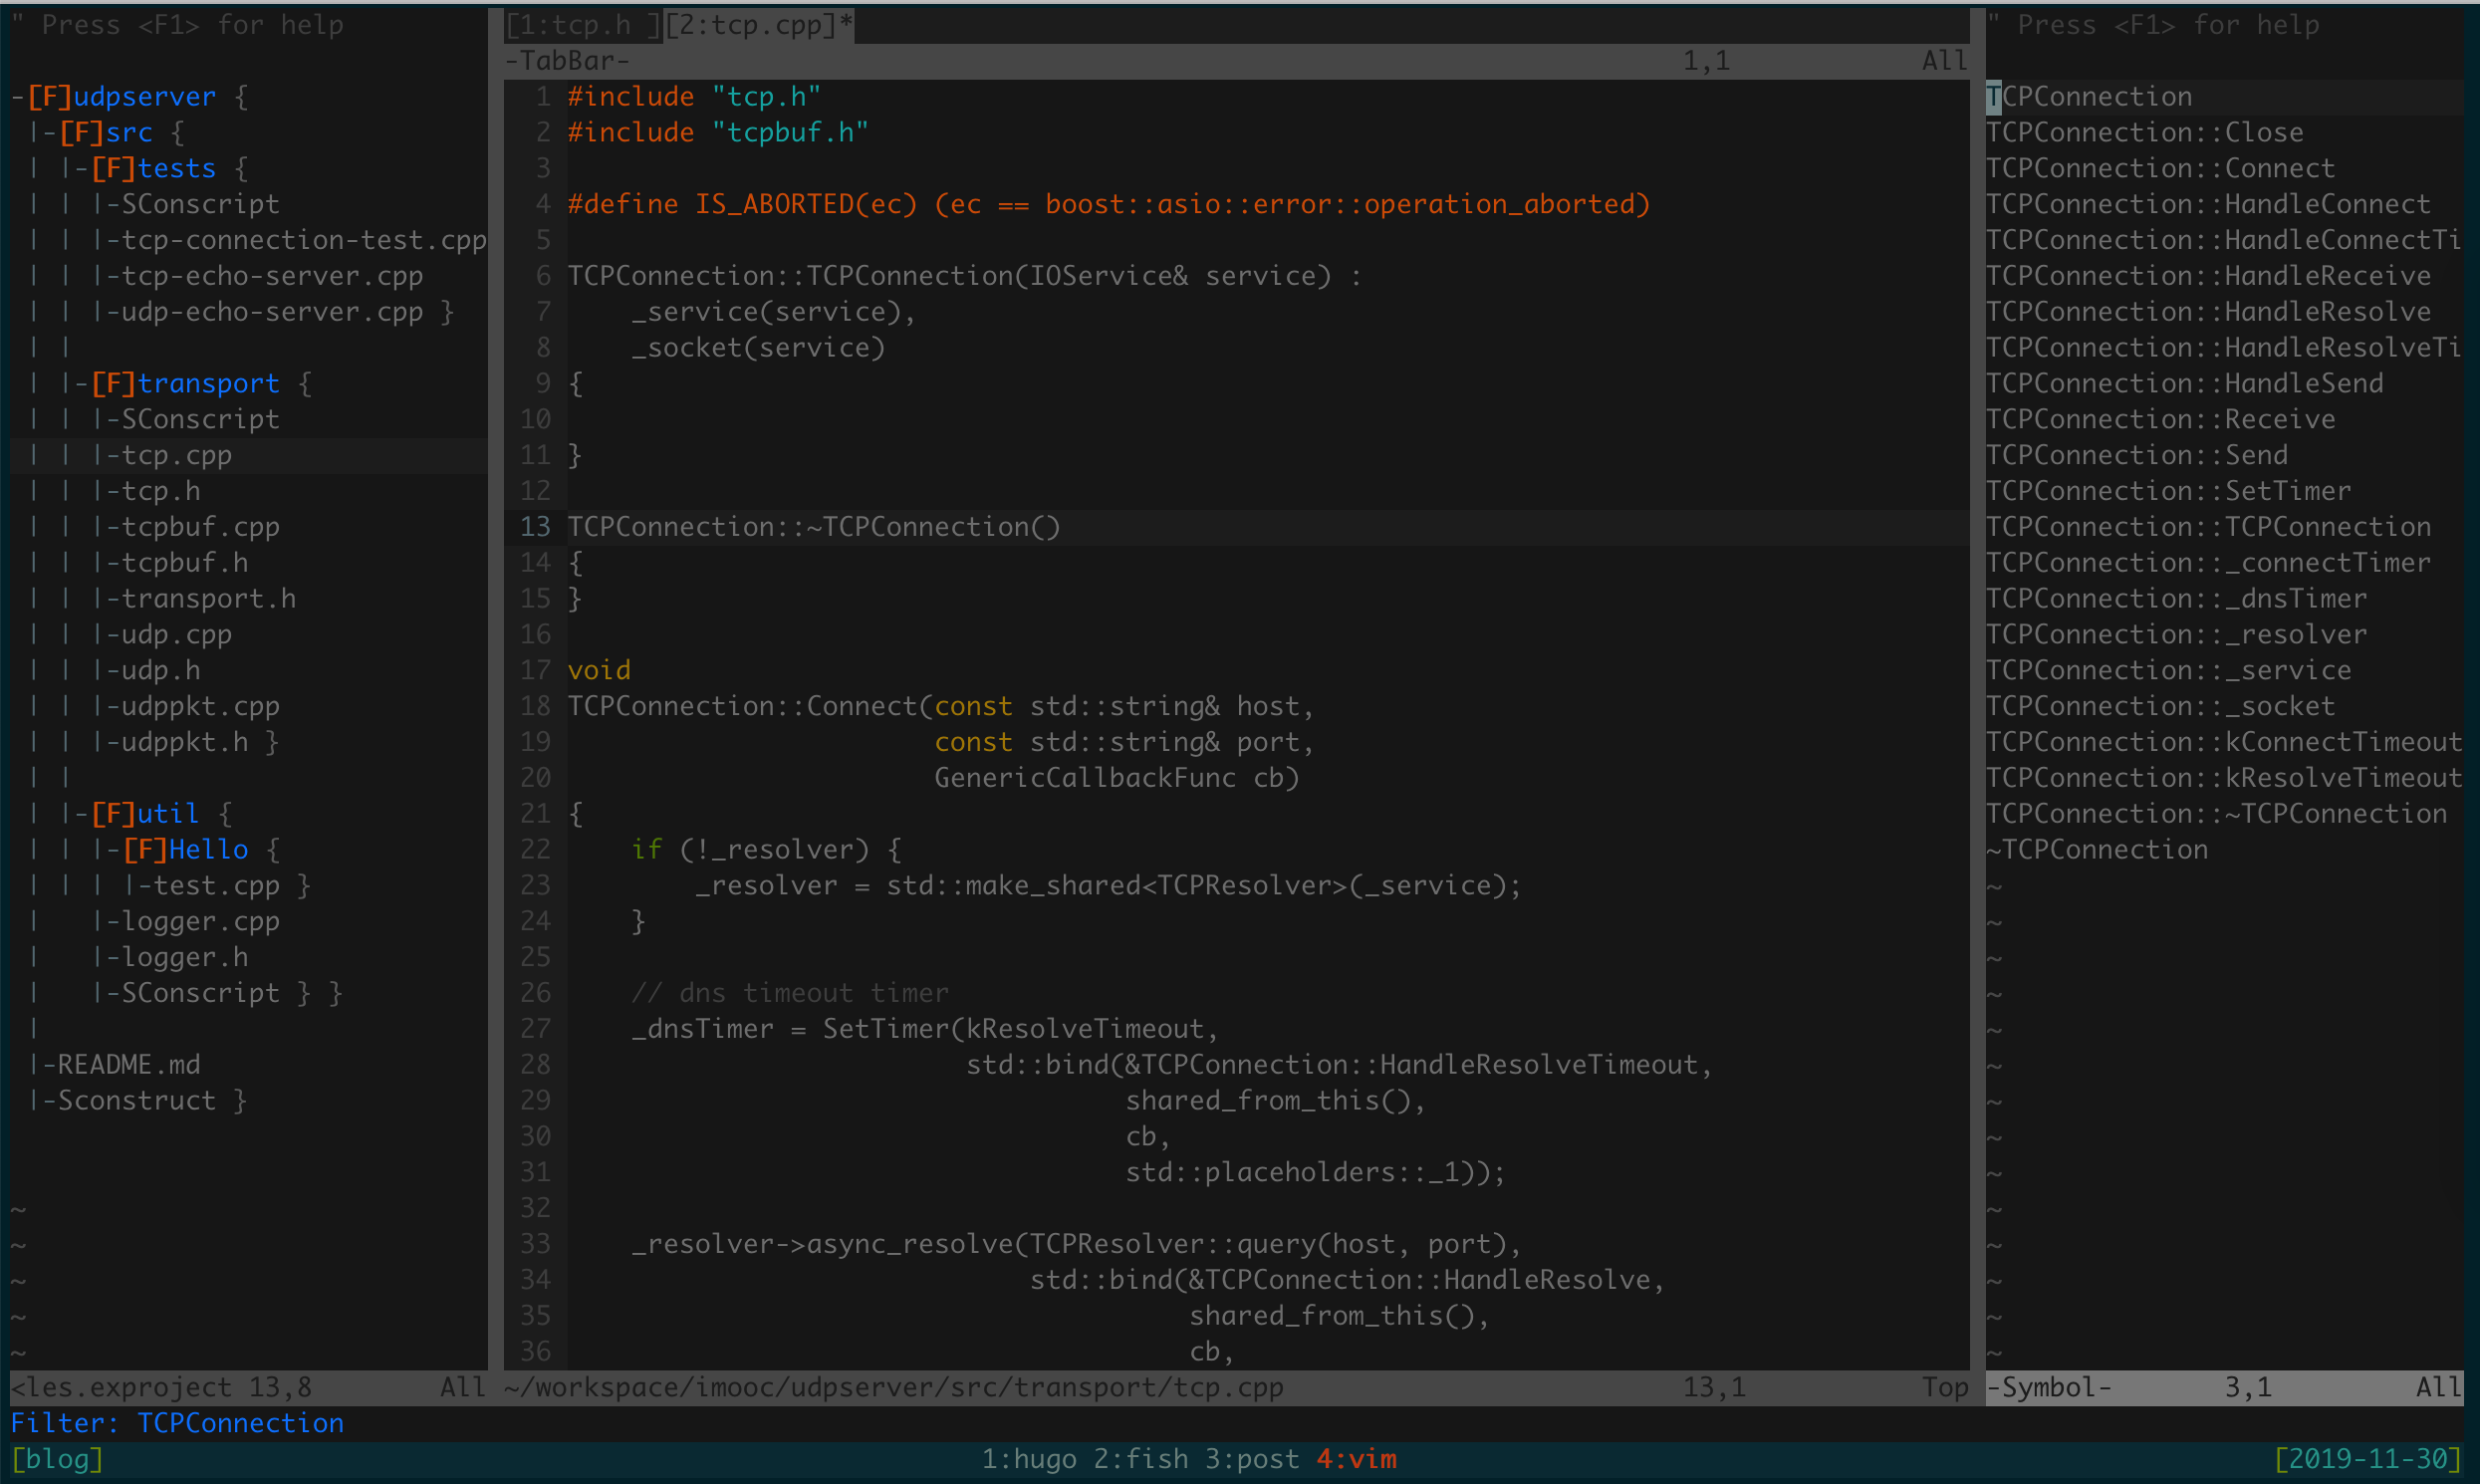 " Press <F1> for help

-[F]udpserver {
 |-[F]src {
 | |-[F]tests {
 | | |-SConscript
 | | |-tcp-connection-test.cpp
 | | |-tcp-echo-server.cpp
 | | |-udp-echo-server.cpp }
 | |
 | |-[F]transport {
 | | |-SConscript
 | | |-tcp.cpp
 | | |-tcp.h
 | | |-tcpbuf.cpp
 | | |-tcpbuf.h
 | | |-transport.h
 | | |-udp.cpp
 | | |-udp.h
 | | |-udppkt.cpp
 | | |-udppkt.h }
 | |
 | |-[F]util {
 | | |-[F]Hello {
 | | | |-test.cpp }
 |   |-logger.cpp
 |   |-logger.h
 |   |-SConscript } }
 |
 |-README.md
 |-Sconstruct }
~
~
~
~
~
<les.exproject 13,8        All
[1:tcp.h ][2:tcp.cpp]*
-TabBar-    1,1    All
1 #include "tcp.h"
2 #include "tcpbuf.h"
3
4 #define IS_ABORTED(ec) (ec == boost::asio::error::operation_aborted)
5
6 TCPConnection::TCPConnection(IOService& service) :
7     _service(service),
8     _socket(service)
9 {
10
11 }
12
13 TCPConnection::~TCPConnection()
14 {
15 }
16
17 void
18 TCPConnection::Connect(const std::string& host,
19                        const std::string& port,
20                        GenericCallbackFunc cb)
21 {
22     if (!_resolver) {
23         _resolver = std::make_shared<TCPResolver>(_service);
24     }
25
26     // dns timeout timer
27     _dnsTimer = SetTimer(kResolveTimeout,
28                          std::bind(&TCPConnection::HandleResolveTimeout,
29                                    shared_from_this(),
30                                    cb,
31                                    std::placeholders::_1));
32
33     _resolver->async_resolve(TCPResolver::query(host, port),
34                              std::bind(&TCPConnection::HandleResolve,
35                                        shared_from_this(),
36                                        cb,
~/workspace/imooc/udpserver/src/transport/tcp.cpp    13,1    Top
" Press <F1> for help

TCPConnection
TCPConnection::Close
TCPConnection::Connect
TCPConnection::HandleConnect
TCPConnection::HandleConnectTi
TCPConnection::HandleReceive
TCPConnection::HandleResolve
TCPConnection::HandleResolveTi
TCPConnection::HandleSend
TCPConnection::Receive
TCPConnection::Send
TCPConnection::SetTimer
TCPConnection::TCPConnection
TCPConnection::_connectTimer
TCPConnection::_dnsTimer
TCPConnection::_resolver
TCPConnection::_service
TCPConnection::_socket
TCPConnection::kConnectTimeout
TCPConnection::kResolveTimeout
TCPConnection::~TCPConnection
~TCPConnection
~
~
~
~
~
~
~
~
~
~
~
~
~
~
-Symbol-    3,1    All
Filter: TCPConnection
[blog]    1:hugo 2:fish 3:post 4:vim    [2019-11-30]